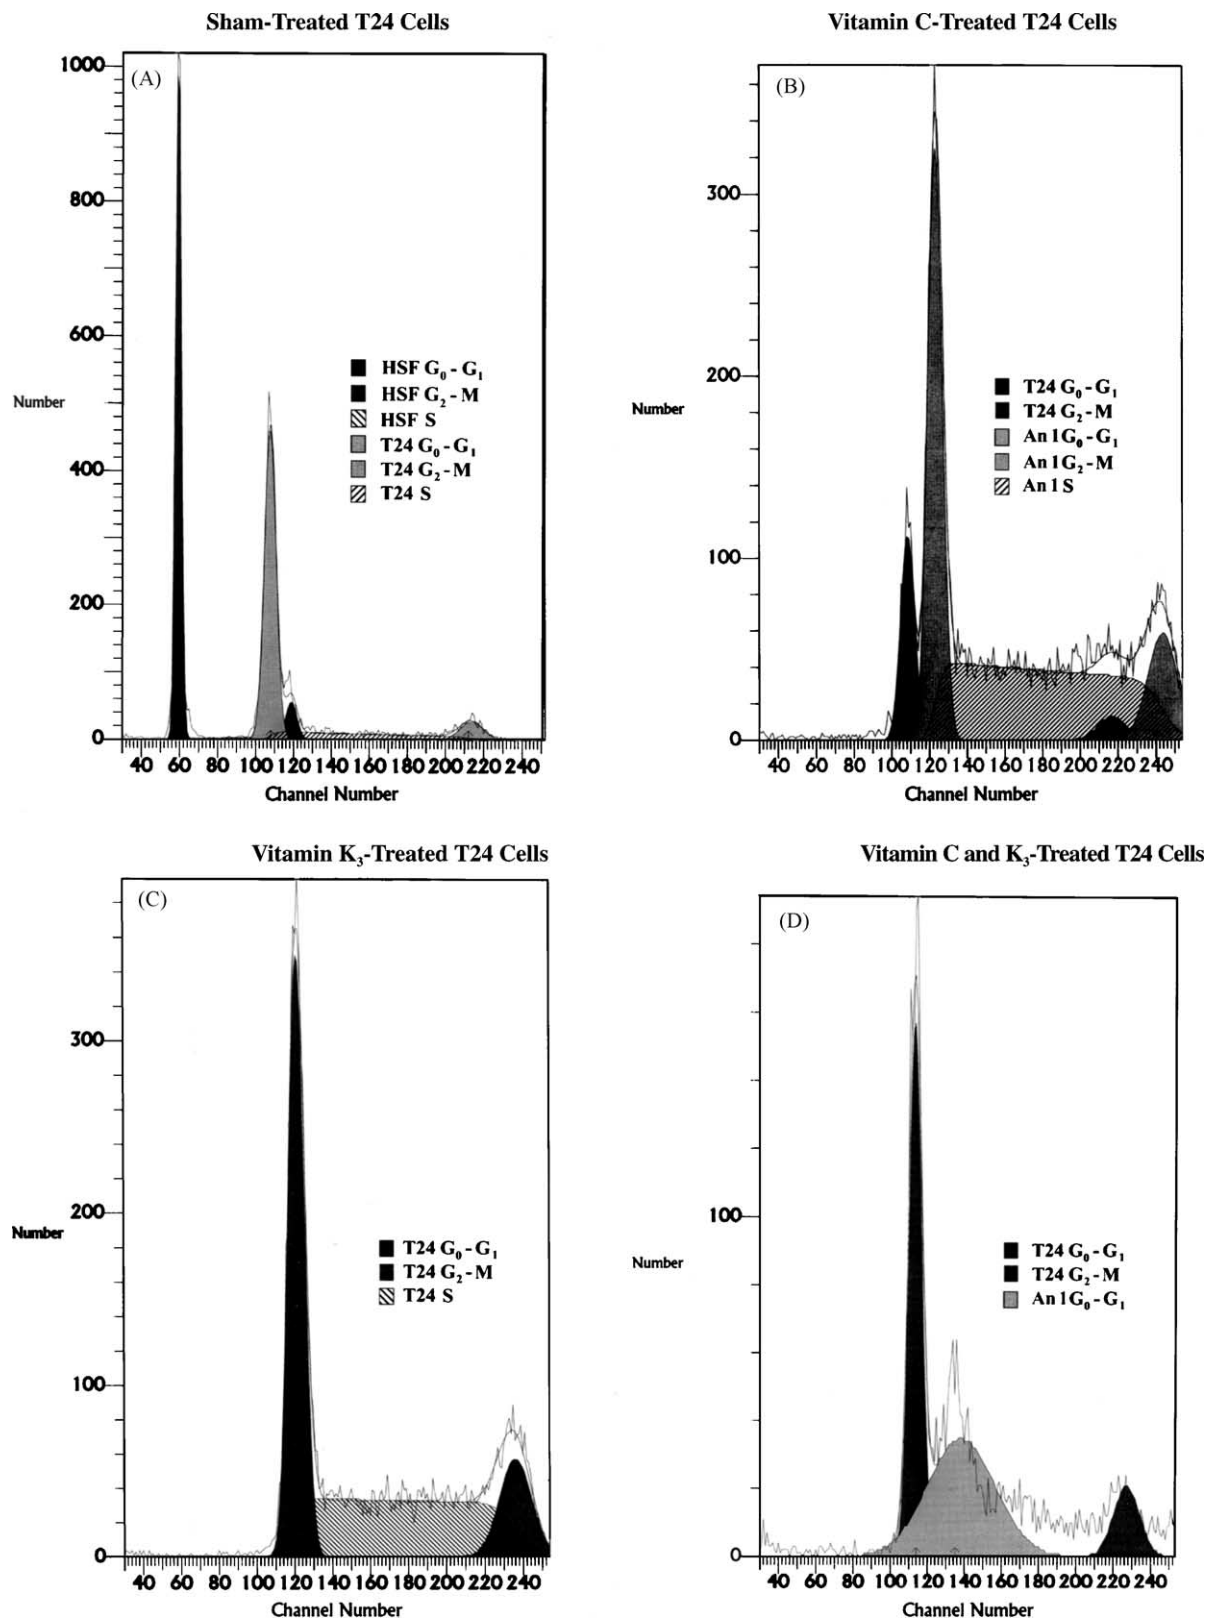 Sham-Treated T24 Cells
(A)
1000
800
600
400
200
0
Number
HSF G₀ - G₁
HSF G₂ - M
HSF S
T24 G₀ - G₁
T24 G₂ - M
T24 S
40 60 80 100 120 140 160 180 200 220 240
Channel Number
Vitamin C-Treated T24 Cells
(B)
300
200
100
0
Number
T24 G₀ - G₁
T24 G₂ - M
An 1G₀ - G₁
An 1G₂ - M
An 1 S
40 60 80 100 120 140 160 180 200 220 240
Channel Number
Vitamin K₃-Treated T24 Cells
(C)
300
200
100
0
Number
T24 G₀ - G₁
T24 G₂ - M
T24 S
40 60 80 100 120 140 160 180 200 220 240
Channel Number
Vitamin C and K₃-Treated T24 Cells
(D)
100
0
Number
T24 G₀ - G₁
T24 G₂ - M
An 1G₀ - G₁
40 60 80 100 120 140 160 180 200 220 240
Channel Number